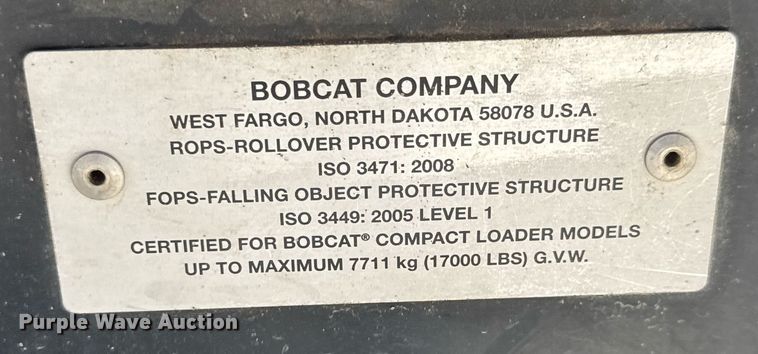 BOBCAT COMPANY
WEST FARGO, NORTH DAKOTA 58078 U.S.A.
ROPS-ROLLOVER PROTECTIVE STRUCTURE
ISO 3471: 2008
FOPS-FALLING OBJECT PROTECTIVE STRUCTURE
ISO 3449: 2005 LEVEL 1
CERTIFIED FOR BOBCAT® COMPACT LOADER MODELS
UP TO MAXIMUM 7711 kg (17000 LBS) G.V.W.
Purple Wave Auction